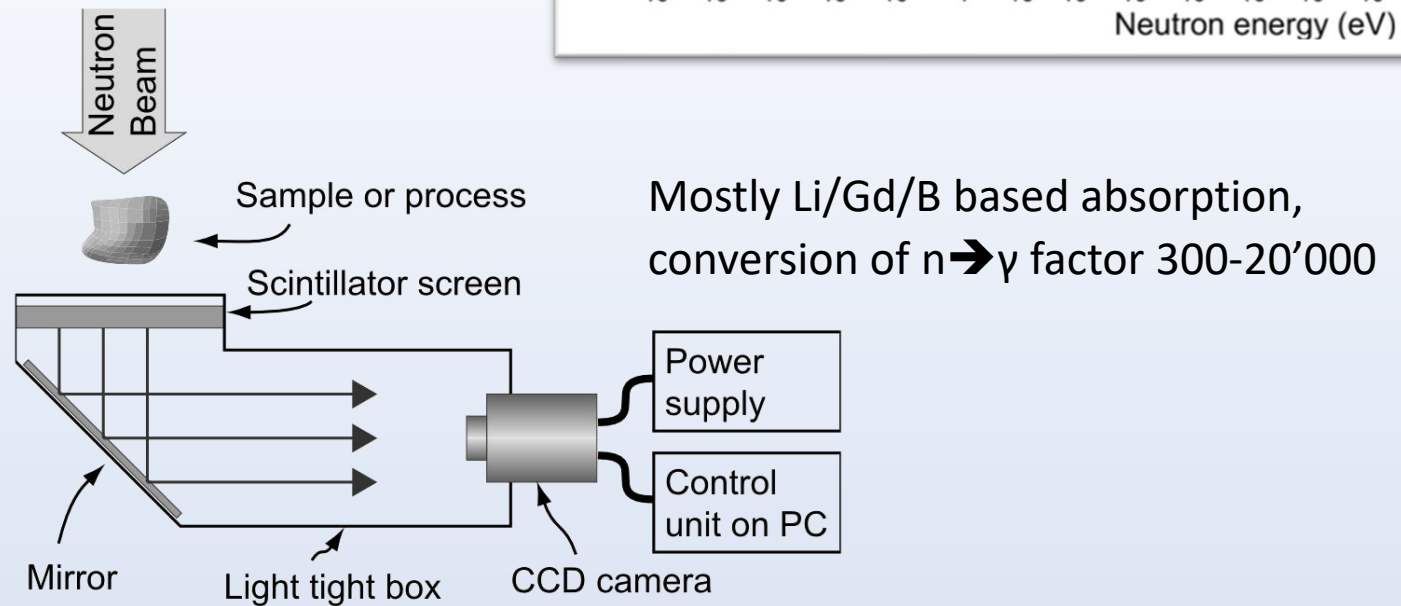 Neutron energy (eV)
Neutron
Beam
Sample or process
Mostly Li/Gd/B based absorption,
conversion of n➔γ factor 300-20’000
Scintillator screen
Power
supply
Control
unit on PC
Mirror
Light tight box
CCD camera